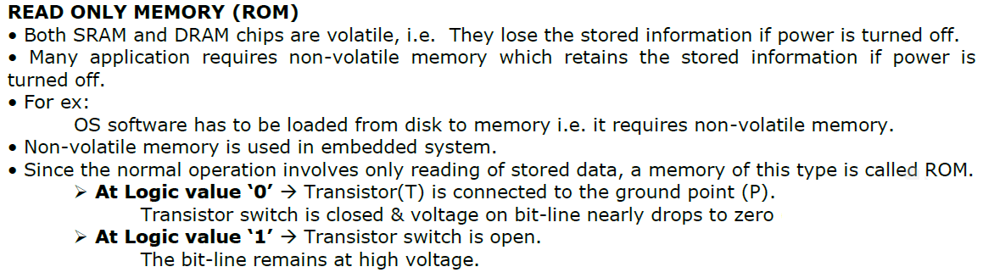 READ ONLY MEMORY (ROM)
• Both SRAM and DRAM chips are volatile, i.e. They lose the stored information if power is turned off.
• Many application requires non-volatile memory which retains the stored information if power is
turned off.
• For ex:
OS software has to be loaded from disk to memory i.e. it requires non-volatile memory.
• Non-volatile memory is used in embedded system.
• Since the normal operation involves only reading of stored data, a memory of this type is called ROM.
➢ At Logic value ‘0’ → Transistor(T) is connected to the ground point (P).
Transistor switch is closed & voltage on bit-line nearly drops to zero
➢ At Logic value ‘1’ → Transistor switch is open.
The bit-line remains at high voltage.